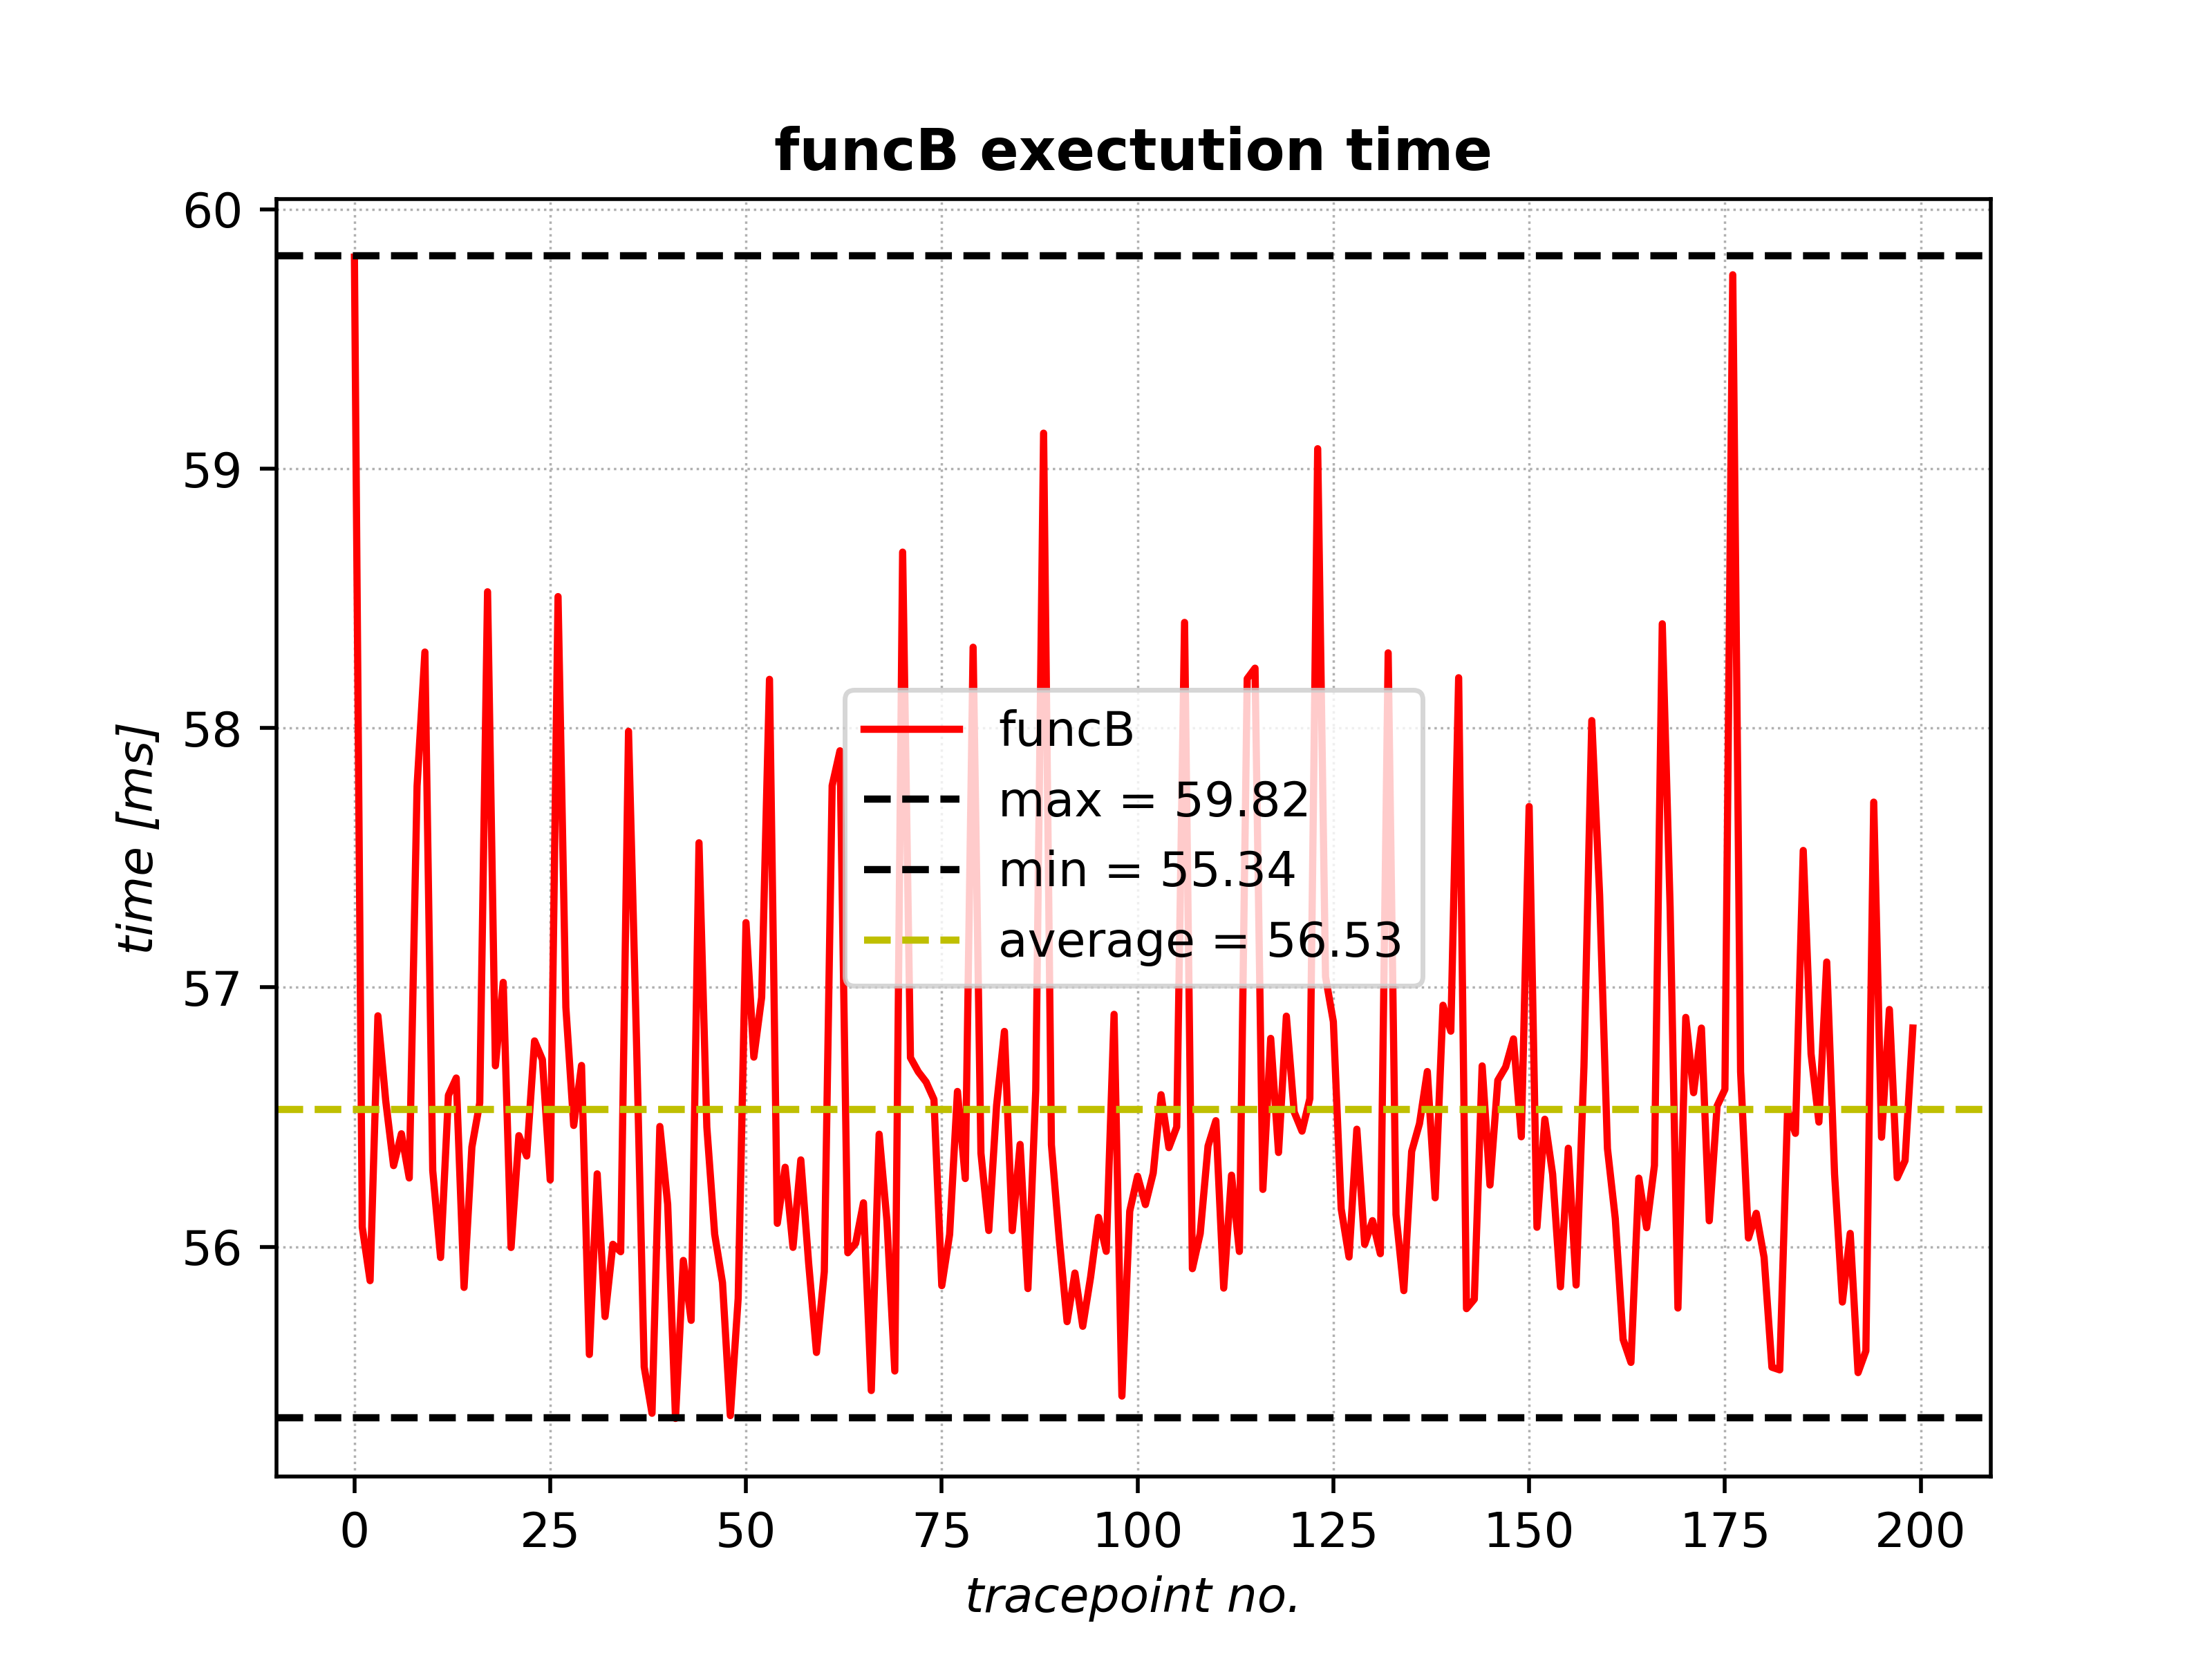 funcB exectution time
60
59
58
57
56
time [ms]
funcB
max = 59.82
min = 55.34
average = 56.53
0 25 50 75 100 125 150 175 200
tracepoint no.